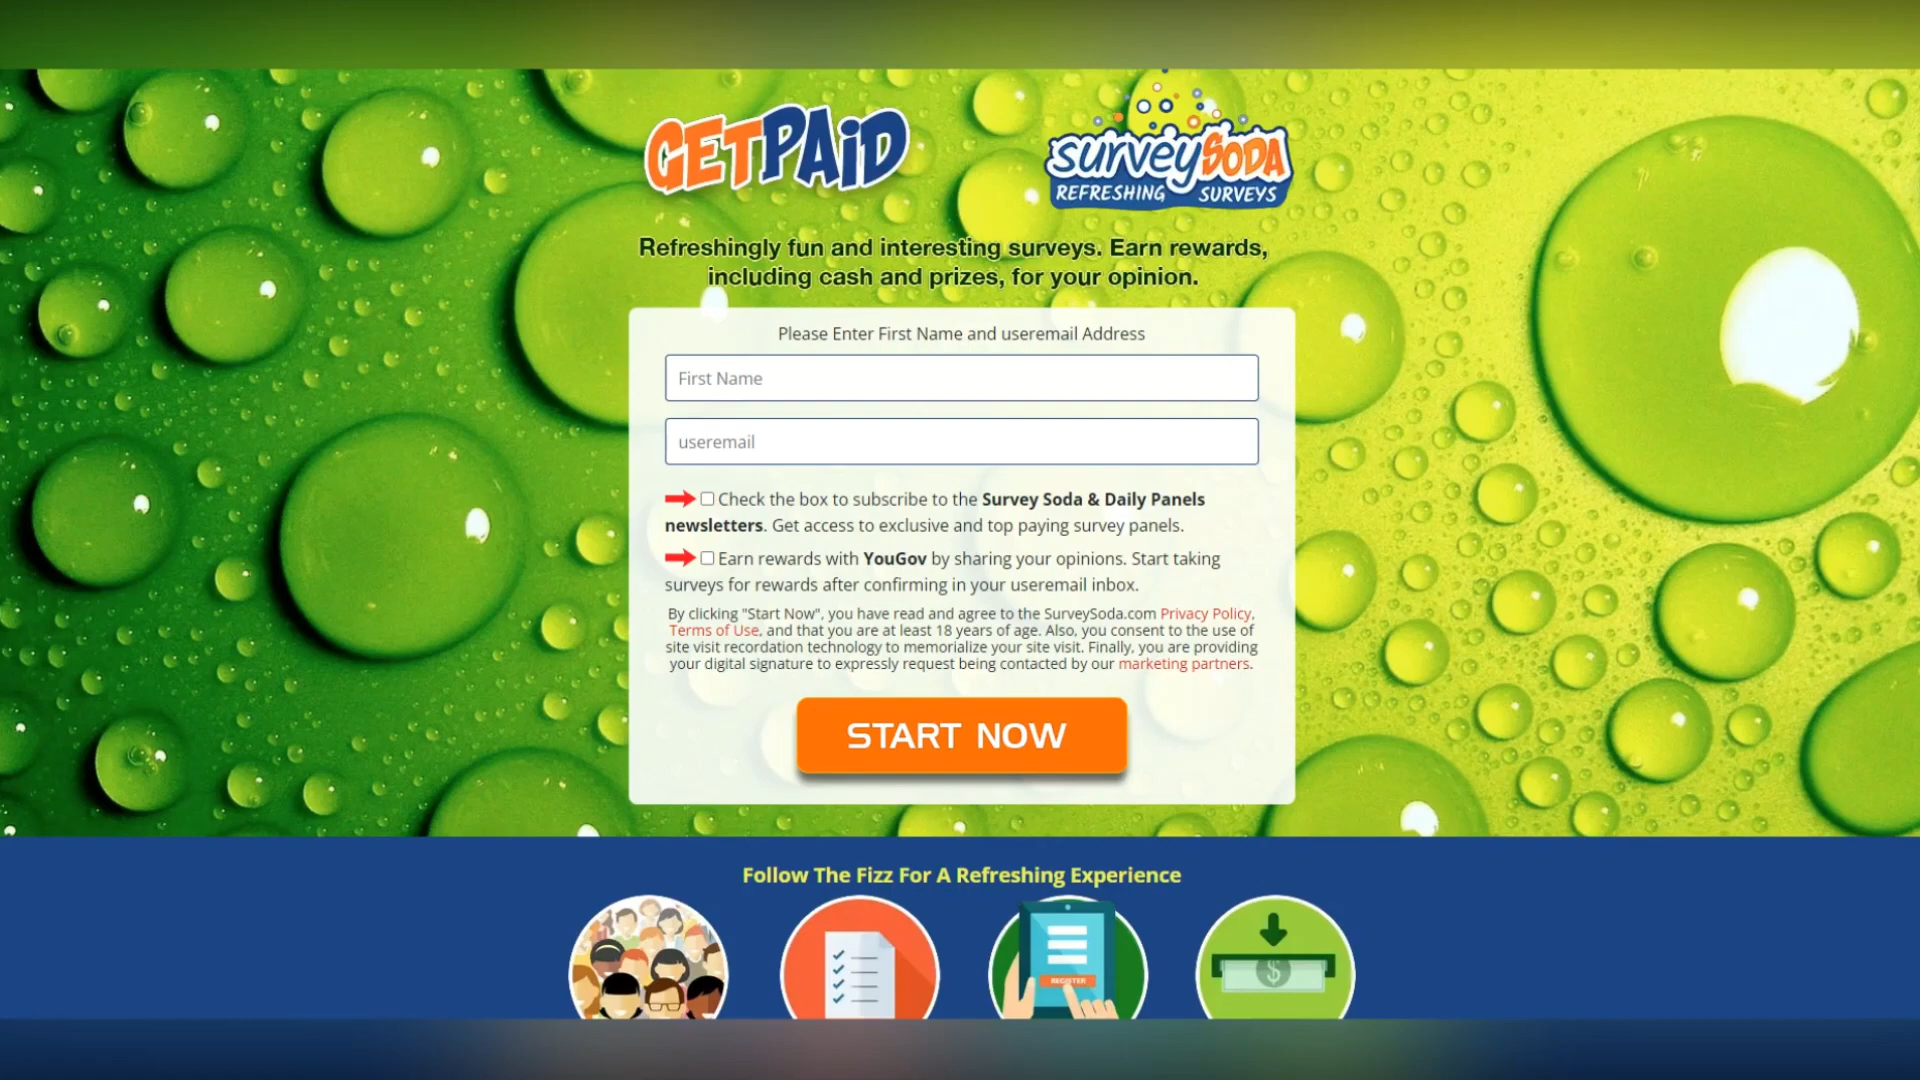 GETPAiD
surveySODA
REFRESHING SURVEYS
Refreshingly fun and interesting surveys. Earn rewards,
including cash and prizes, for your opinion.
Please Enter First Name and useremail Address
First Name
useremail
Check the box to subscribe to the Survey Soda & Daily Panels
newsletters. Get access to exclusive and top paying survey panels.
Earn rewards with YouGov by sharing your opinions. Start taking
surveys for rewards after confirming in your useremail inbox.
By clicking "Start Now", you have read and agree to the SurveySoda.com Privacy Policy,
Terms of Use, and that you are at least 18 years of age. Also, you consent to the use of
site visit recordation technology to memorialize your site visit. Finally, you are providing
your digital signature to expressly request being contacted by our marketing partners.
START NOW
Follow The Fizz For A Refreshing Experience
REGISTER
$